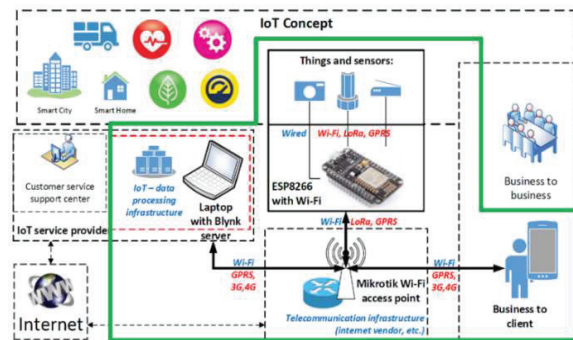 IoT Concept
Things and sensors:
Smart City
Smart Home
Wired
Wi-Fi, LoRa, GPRS
ESP8266
with Wi-Fi
Customer service
support center
IoT – data
processing
infrastructure
Laptop
with Blynk
server
IoT service provider
Business to
business
Wi-Fi
LoRa, GPRS
Wi-Fi
GPRS,
3G,4G
Mikrotik Wi-Fi
access point
Wi-Fi
GPRS,
3G,4G
WWW
Internet
Telecommunication infrastructure
(internet vendor, etc.)
Business to
client